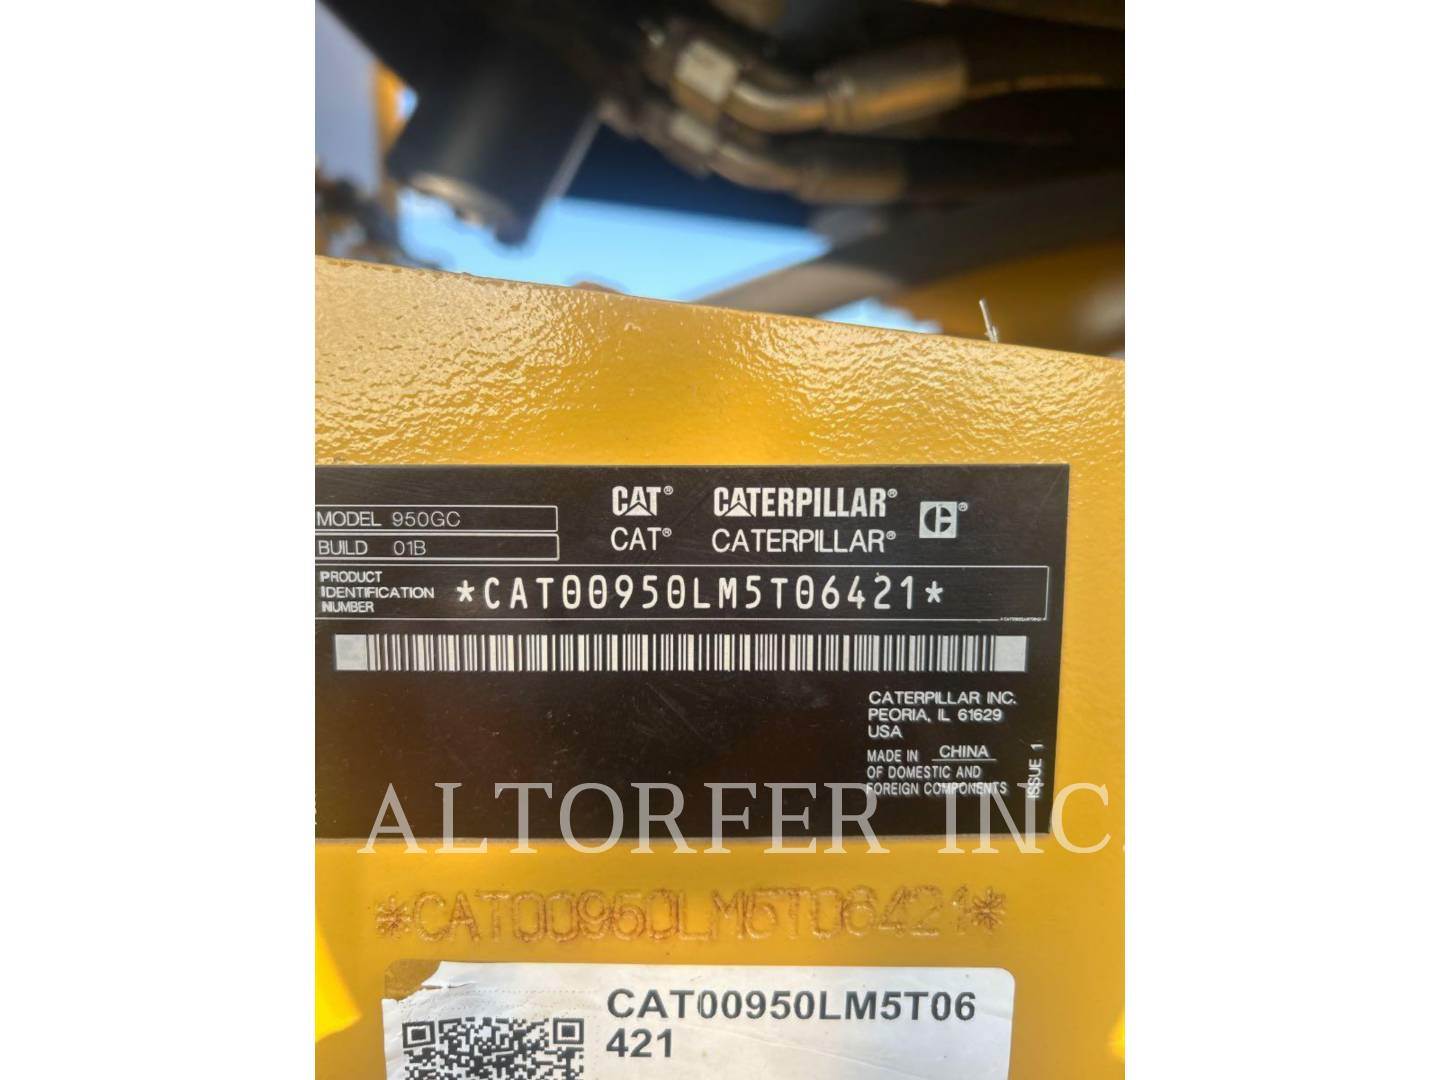 CAT® CATERPILLAR®
CAT® CATERPILLAR®
MODEL 950GC
BUILD 01B
PRODUCT IDENTIFICATION NUMBER *CAT00950LM5T06421*
CATERPILLAR INC.
PEORIA, IL 61629
USA
MADE IN CHINA
OF DOMESTIC AND
FOREIGN COMPONENTS
ISSUE 1
ALTORFER INC.
*CAT00950LM5T06421*
CAT00950LM5T06
421